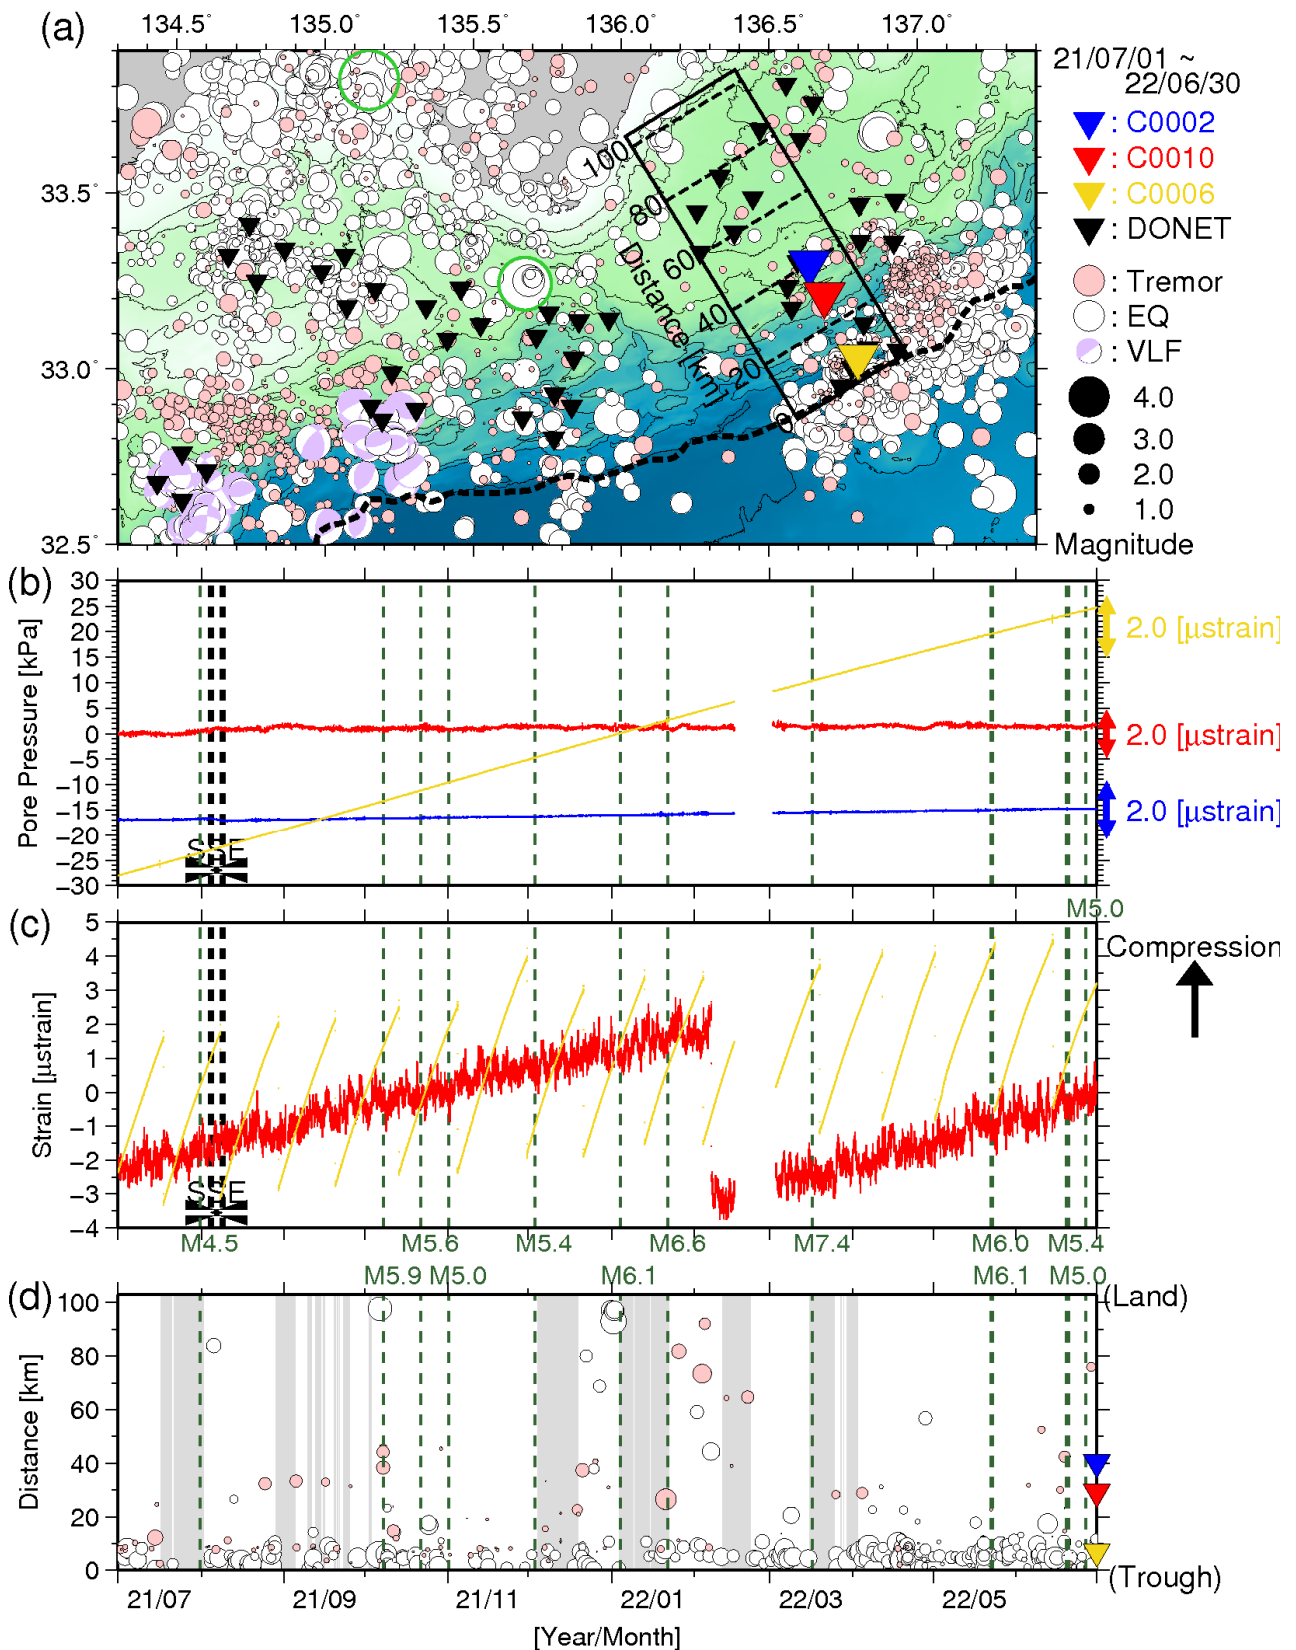 (a)
134.5° 135.0° 135.5° 136.0° 136.5° 137.0°
33.5°
33.0°
32.5°
100
80
60
40
20
0
Distance [km]
21/07/01 ~
22/06/30
: C0002
: C0010
: C0006
: DONET
: Tremor
: EQ
: VLF
4.0
3.0
2.0
1.0
Magnitude
(b)
Pore Pressure [kPa]
30
25
20
15
10
5
0
−5
−10
−15
−20
−25
−30
SSE
2.0 [μstrain]
2.0 [μstrain]
2.0 [μstrain]
(c)
Strain [μstrain]
5
4
3
2
1
0
−1
−2
−3
−4
SSE
M5.0
Compression
M4.5 M5.6 M5.4 M6.6 M7.4 M6.0 M5.4
M5.9 M5.0 M6.1 M6.1 M5.0
(d)
Distance [km]
100
80
60
40
20
0
(Land)
(Trough)
21/07 21/09 21/11 22/01 22/03 22/05
[Year/Month]